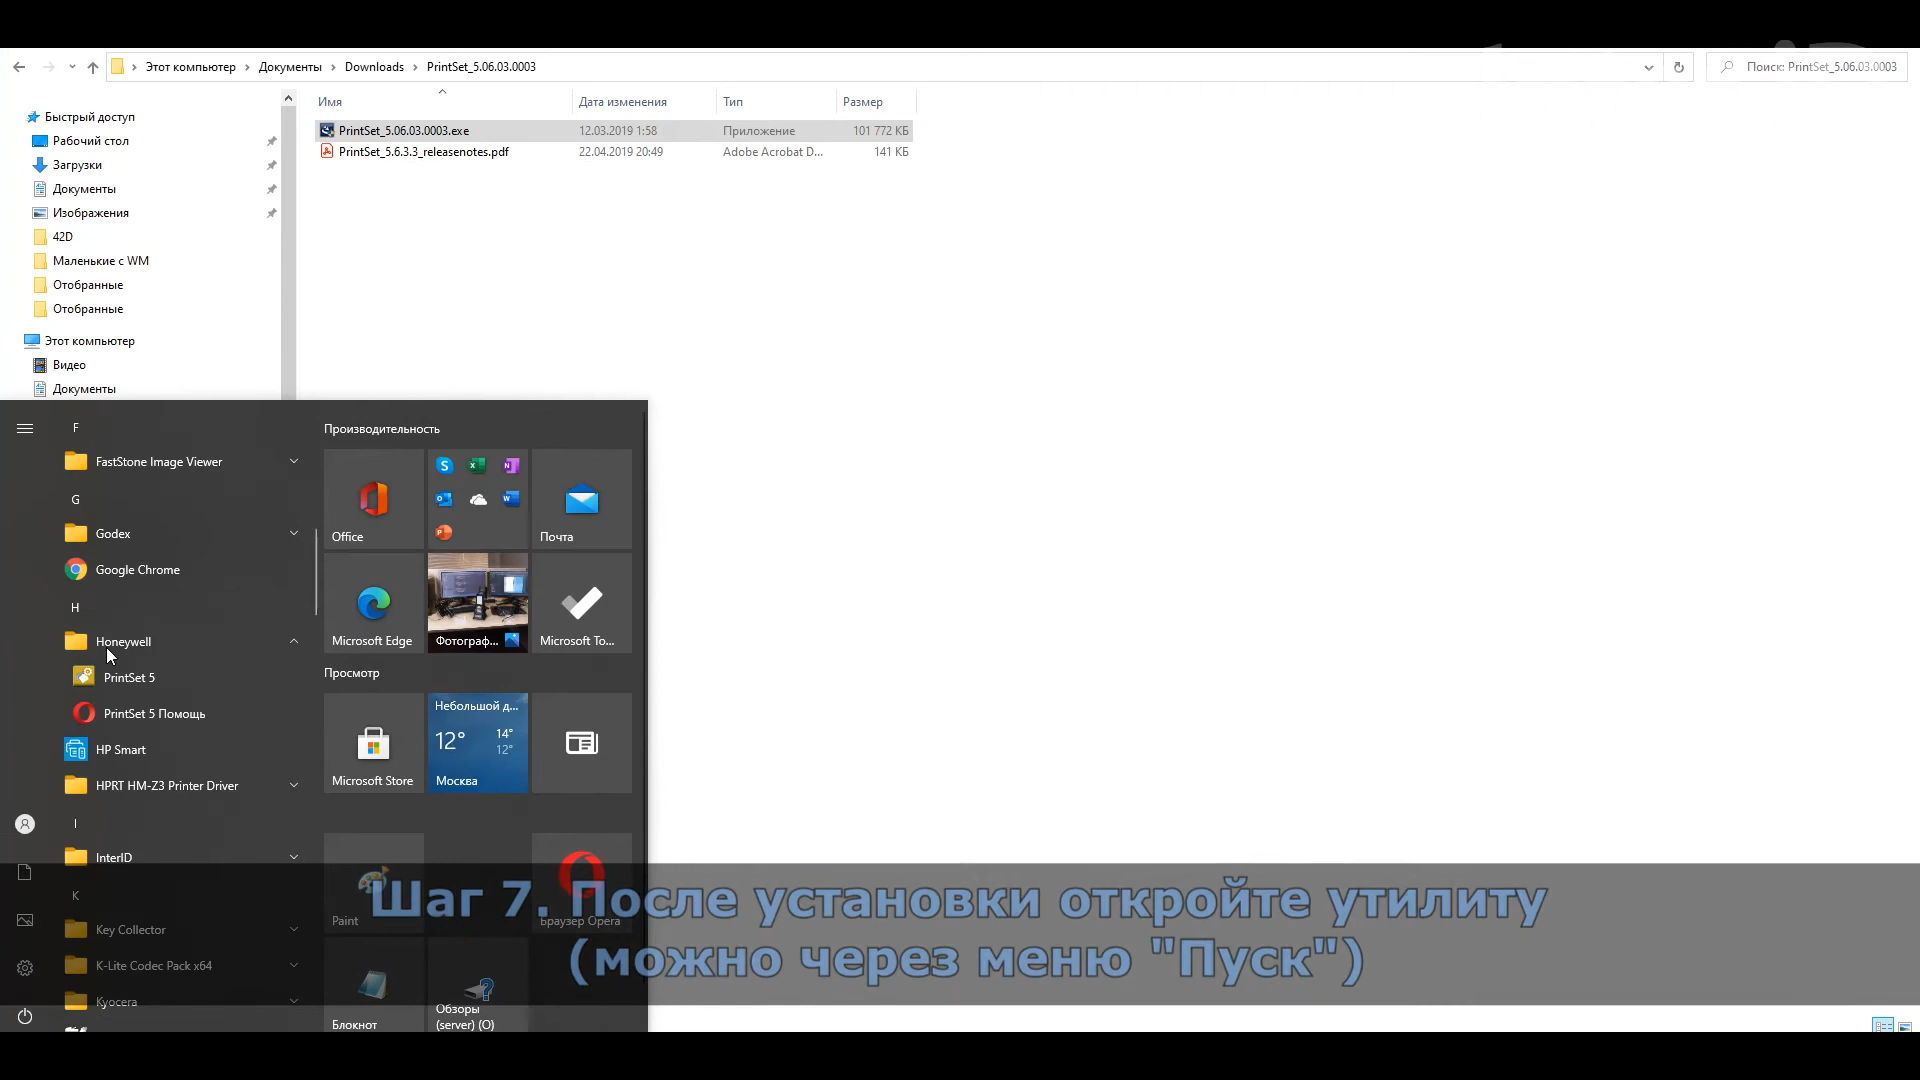 Этот компьютер
Документы
Downloads
PrintSet_5.06.03.0003
Поиск: PrintSet_5.06.03.0003
Имя
Дата изменения
Тип
Размер
PrintSet_5.06.03.0003.exe
12.03.2019 1:58
Приложение
101 772 КБ
PrintSet_5.6.3.3_releasenotes.pdf
22.04.2019 20:49
Adobe Acrobat D...
141 КБ
Быстрый доступ
Рабочий стол
Загрузки
Документы
Изображения
42D
Маленькие с WM
Отобранные
Отобранные
Этот компьютер
Видео
Документы
F
FastStone Image Viewer
G
Godex
Google Chrome
H
Honeywell
PrintSet 5
PrintSet 5 Помощь
HP Smart
HPRT HM-Z3 Printer Driver
I
InterID
K
Key Collector
K-Lite Codec Pack x64
Kyocera
Производительность
Office
Почта
Microsoft Edge
Фотограф...
Microsoft To...
Просмотр
Microsoft Store
Небольшой д...
12°
14°
12°
Москва
Paint
Браузер Opera
Блокнот
Обзоры
(server) (O)
Шаг 7. После установки откройте утилиту
(можно через меню "Пуск")